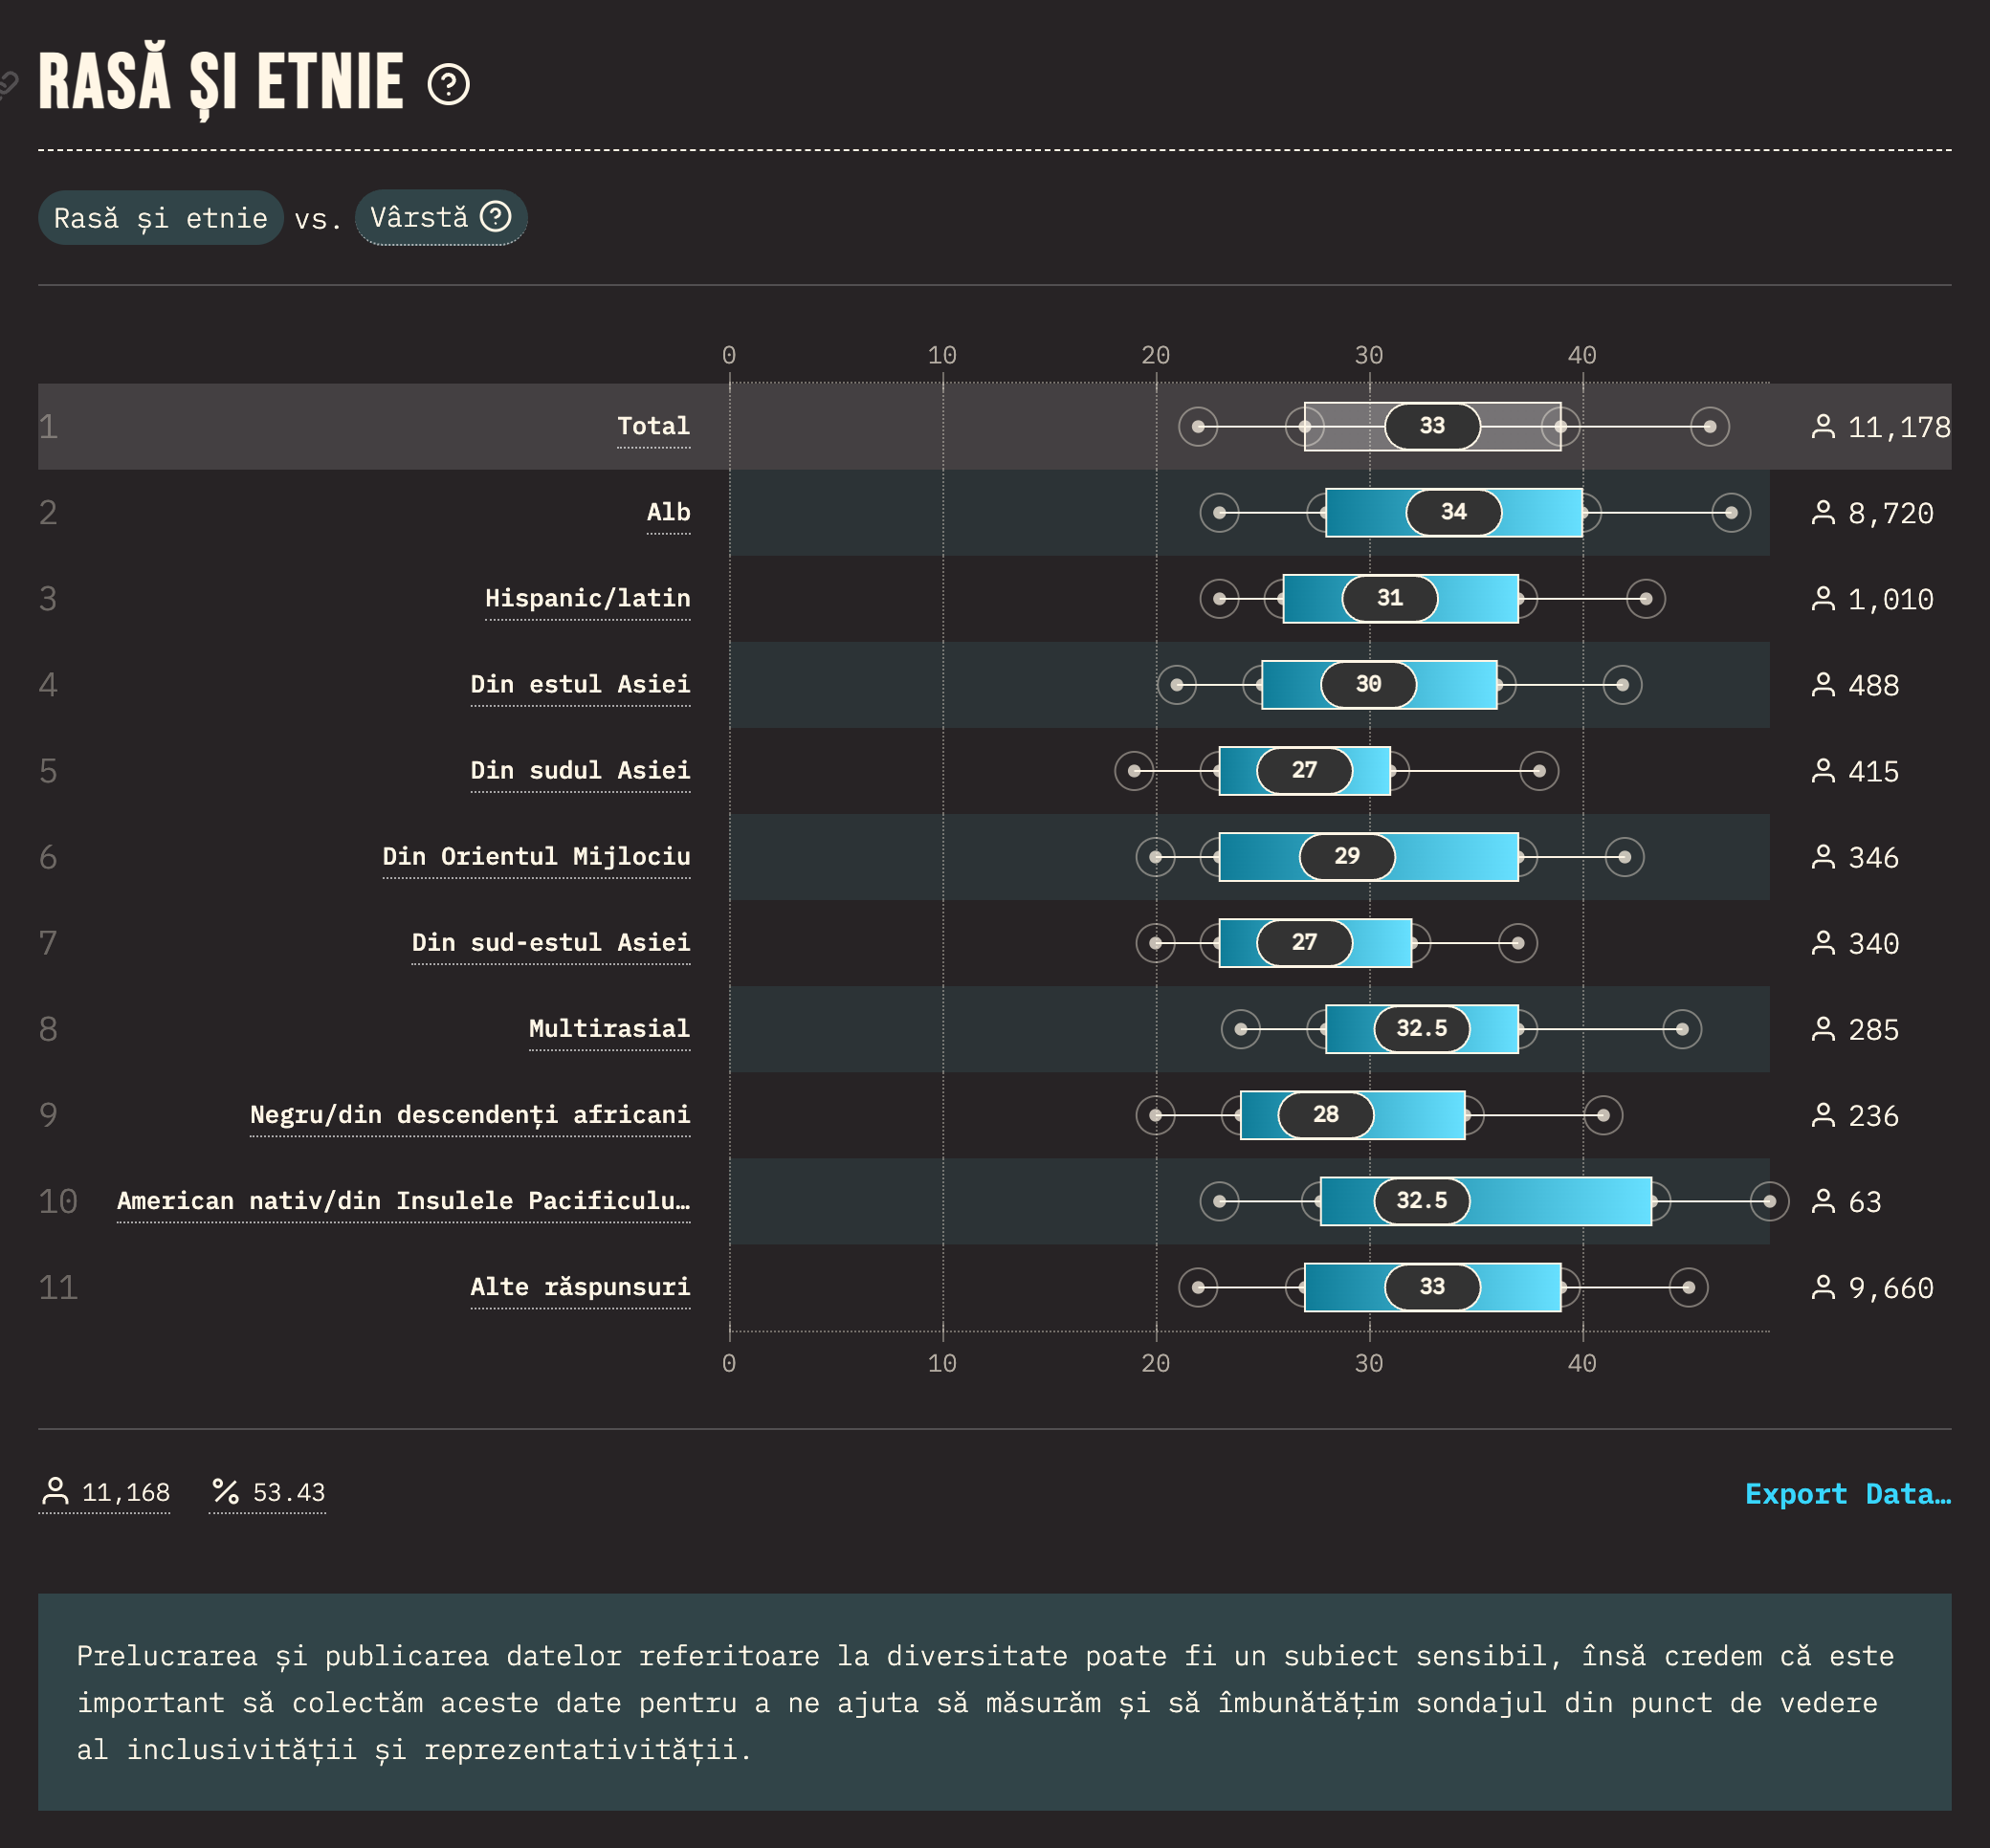 RASĂ ȘI ETNIE
Rasă și etnie vs. Vârstă
0 10 20 30 40
1 Total 33 11,178
2 Alb 34 8,720
3 Hispanic/latin 31 1,010
4 Din estul Asiei 30 488
5 Din sudul Asiei 27 415
6 Din Orientul Mijlociu 29 346
7 Din sud-estul Asiei 27 340
8 Multirasial 32.5 285
9 Negru/din descendenți africani 28 236
10 American nativ/din Insulele Pacificulu… 32.5 63
11 Alte răspunsuri 33 9,660
0 10 20 30 40
11,168 % 53.43 Export Data…
Prelucrarea și publicarea datelor referitoare la diversitate poate fi un subiect sensibil, însă credem că este
important să colectăm aceste date pentru a ne ajuta să măsurăm și să îmbunătățim sondajul din punct de vedere
al inclusivității și reprezentativității.